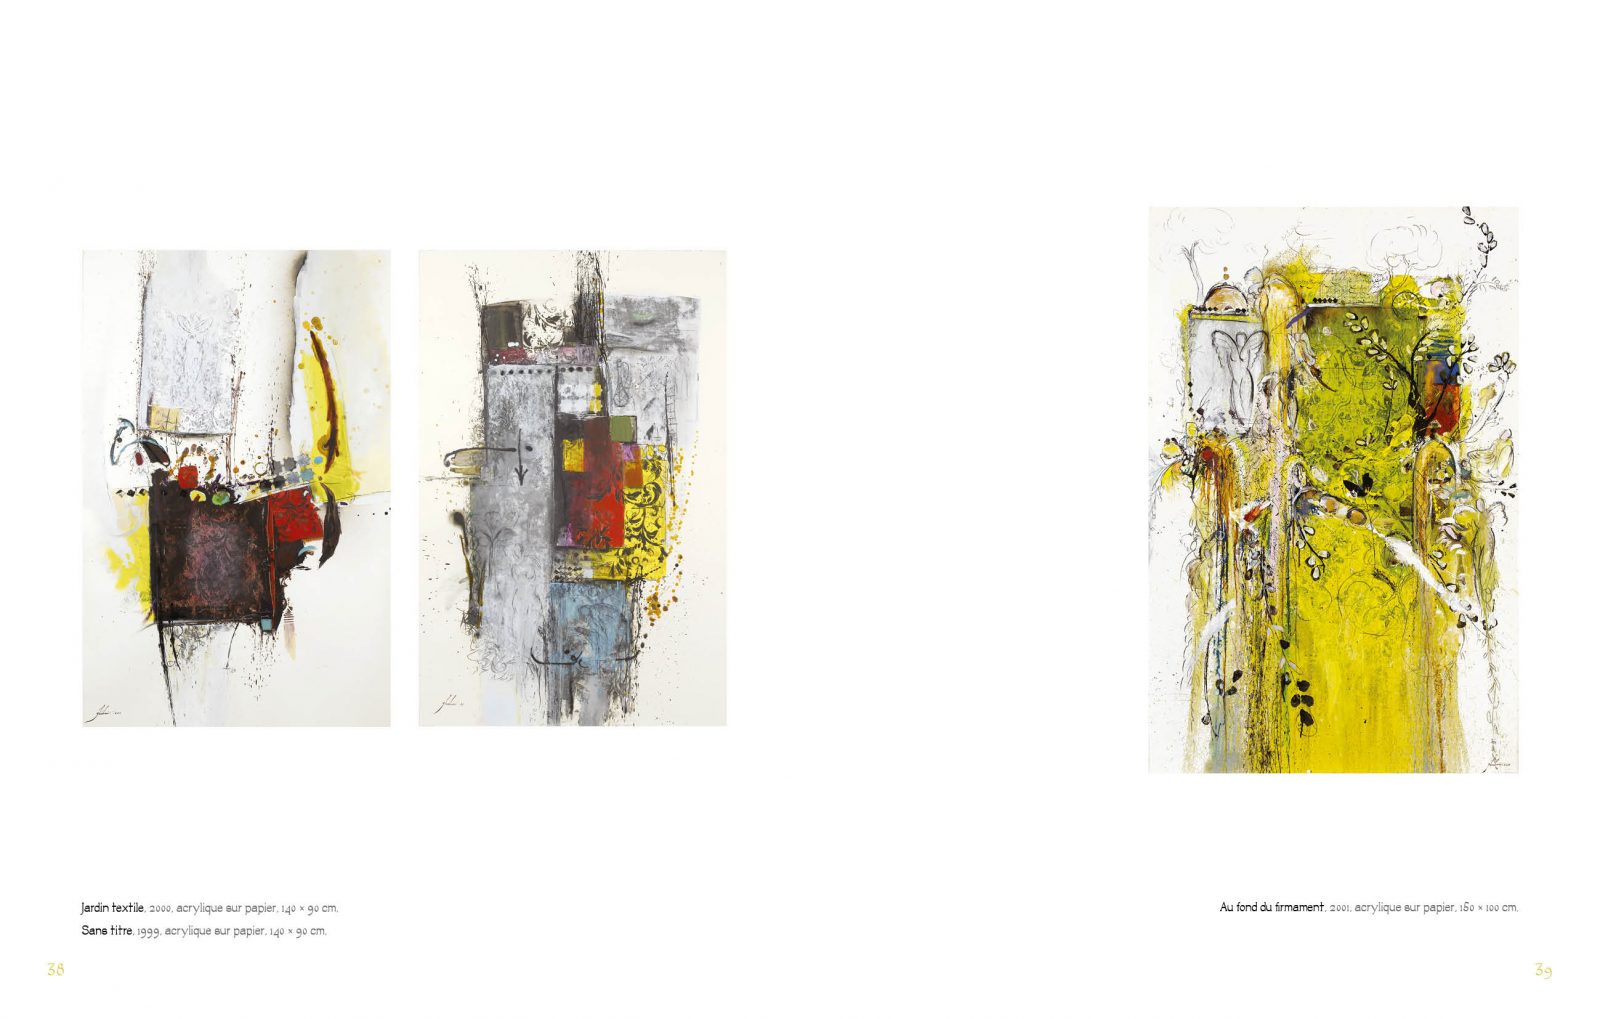 Jardin textile, 2000, acrylique sur papier, 140 × 90 cm.
Sans titre, 1999, acrylique sur papier, 140 × 90 cm.
38
Au fond du firmament, 2001, acrylique sur papier, 150 × 100 cm.
39